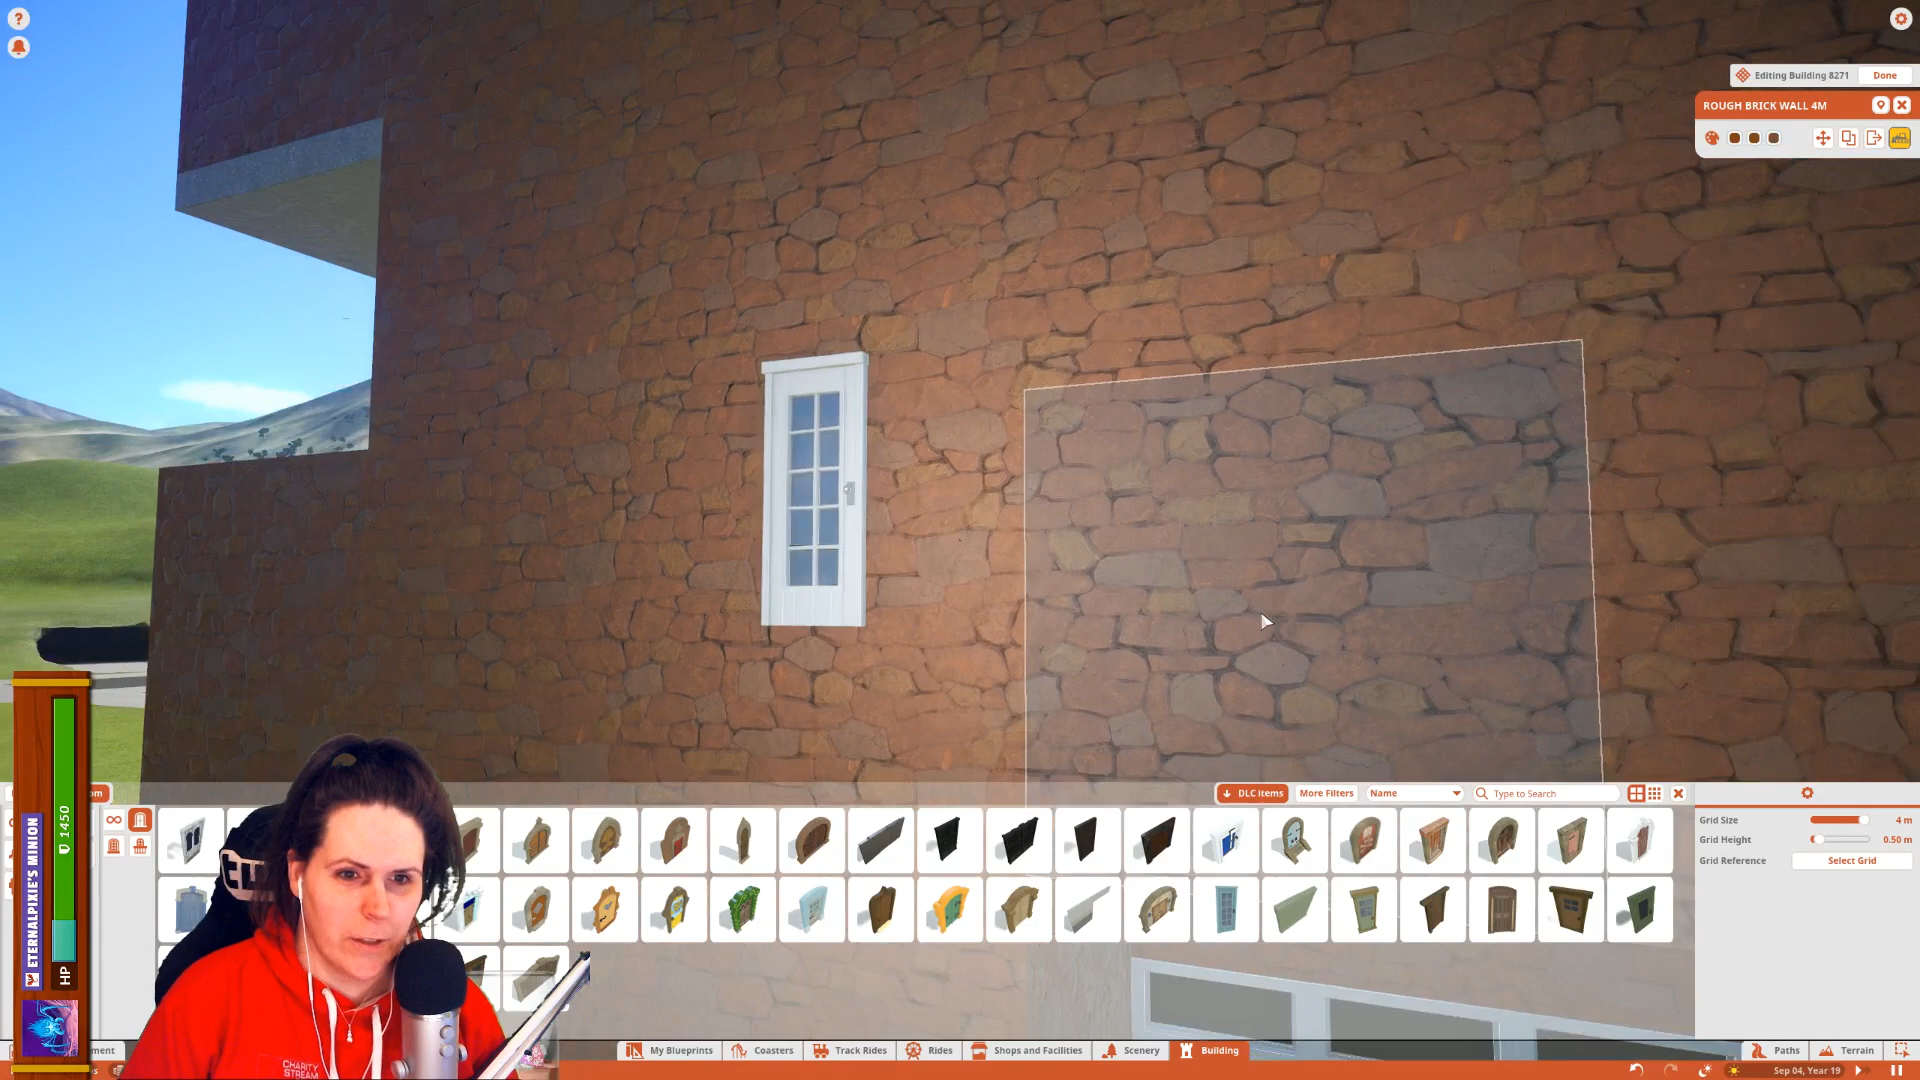 Editing Building 8271 Done
ROUGH BRICK WALL 4M
DLC Items More Filters Name Type to Search
Grid Size 4 m
Grid Height 0.50 m
Grid Reference Select Grid
ETERNALPIXIE'S MINION
1450
HP
CHARITY
STREAM
My Blueprints Coasters Track Rides Rides Shops and Facilities Scenery Building Paths Terrain
Sep 04, Year 19